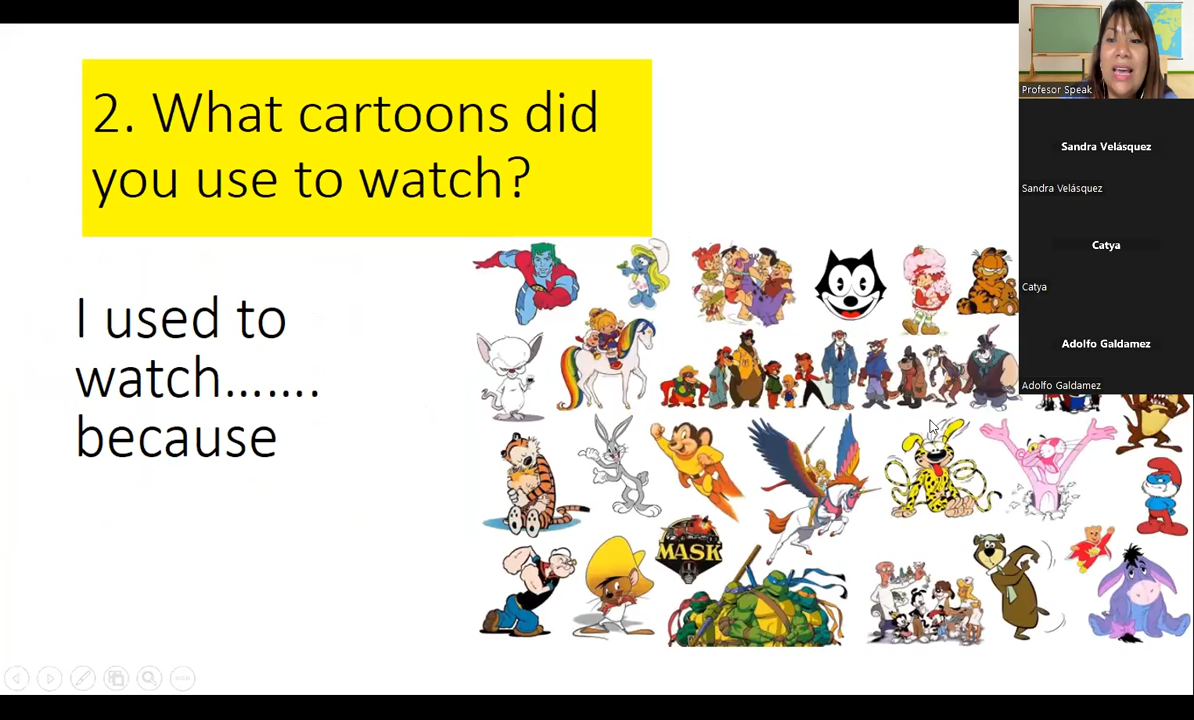 2. What cartoons did
you use to watch?
I used to
watch.......
because
MASK
Profesor Speak
Sandra Velásquez
Sandra Velásquez
Catya
Catya
Adolfo Galdamez
Adolfo Galdamez